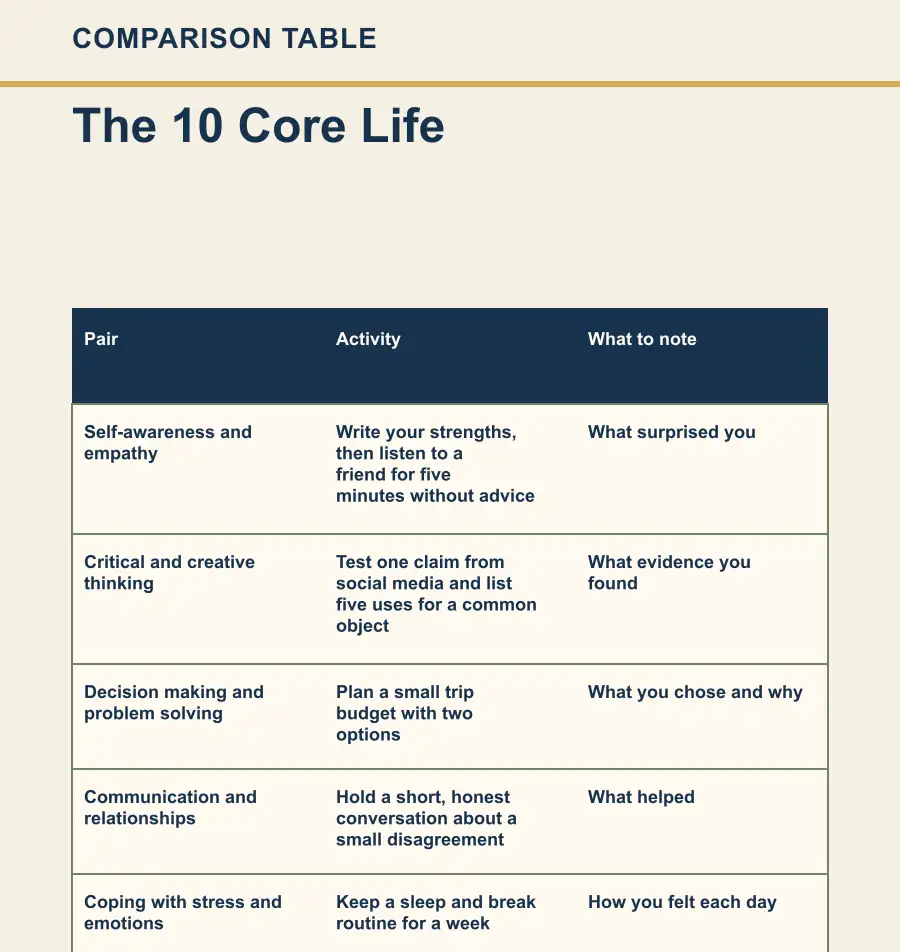 COMPARISON TABLE
The 10 Core Life
Pair
Activity
What to note
Self-awareness and
empathy
Write your strengths,
then listen to a
friend for five
minutes without advice
What surprised you
Critical and creative
thinking
Test one claim from
social media and list
five uses for a common
object
What evidence you
found
Decision making and
problem solving
Plan a small trip
budget with two
options
What you chose and why
Communication and
relationships
Hold a short, honest
conversation about a
small disagreement
What helped
Coping with stress and
emotions
Keep a sleep and break
routine for a week
How you felt each day